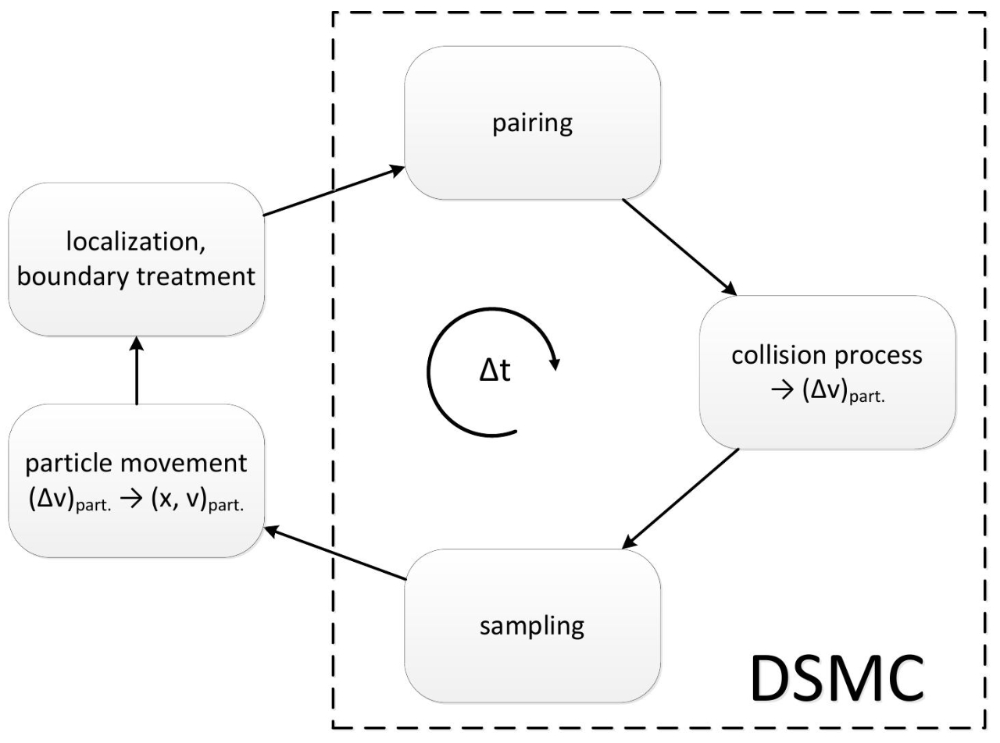 pairing
localization,
boundary treatment
Δt
collision process
→ (Δv)part.
particle movement
(Δv)part. → (x, v)part.
sampling
DSMC